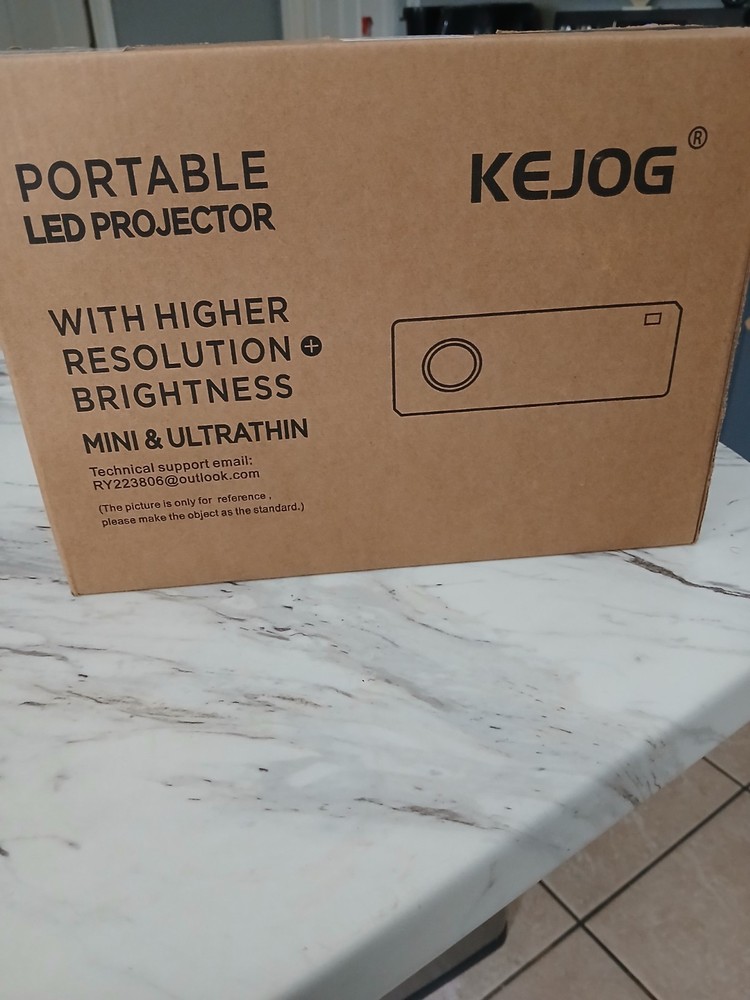 PORTABLE
LED PROJECTOR
KEJOG®
WITH HIGHER
RESOLUTION +
BRIGHTNESS
MINI & ULTRATHIN
Technical support email:
RY223806@outlook.com
(The picture is only for reference ,
please make the object as the standard.)